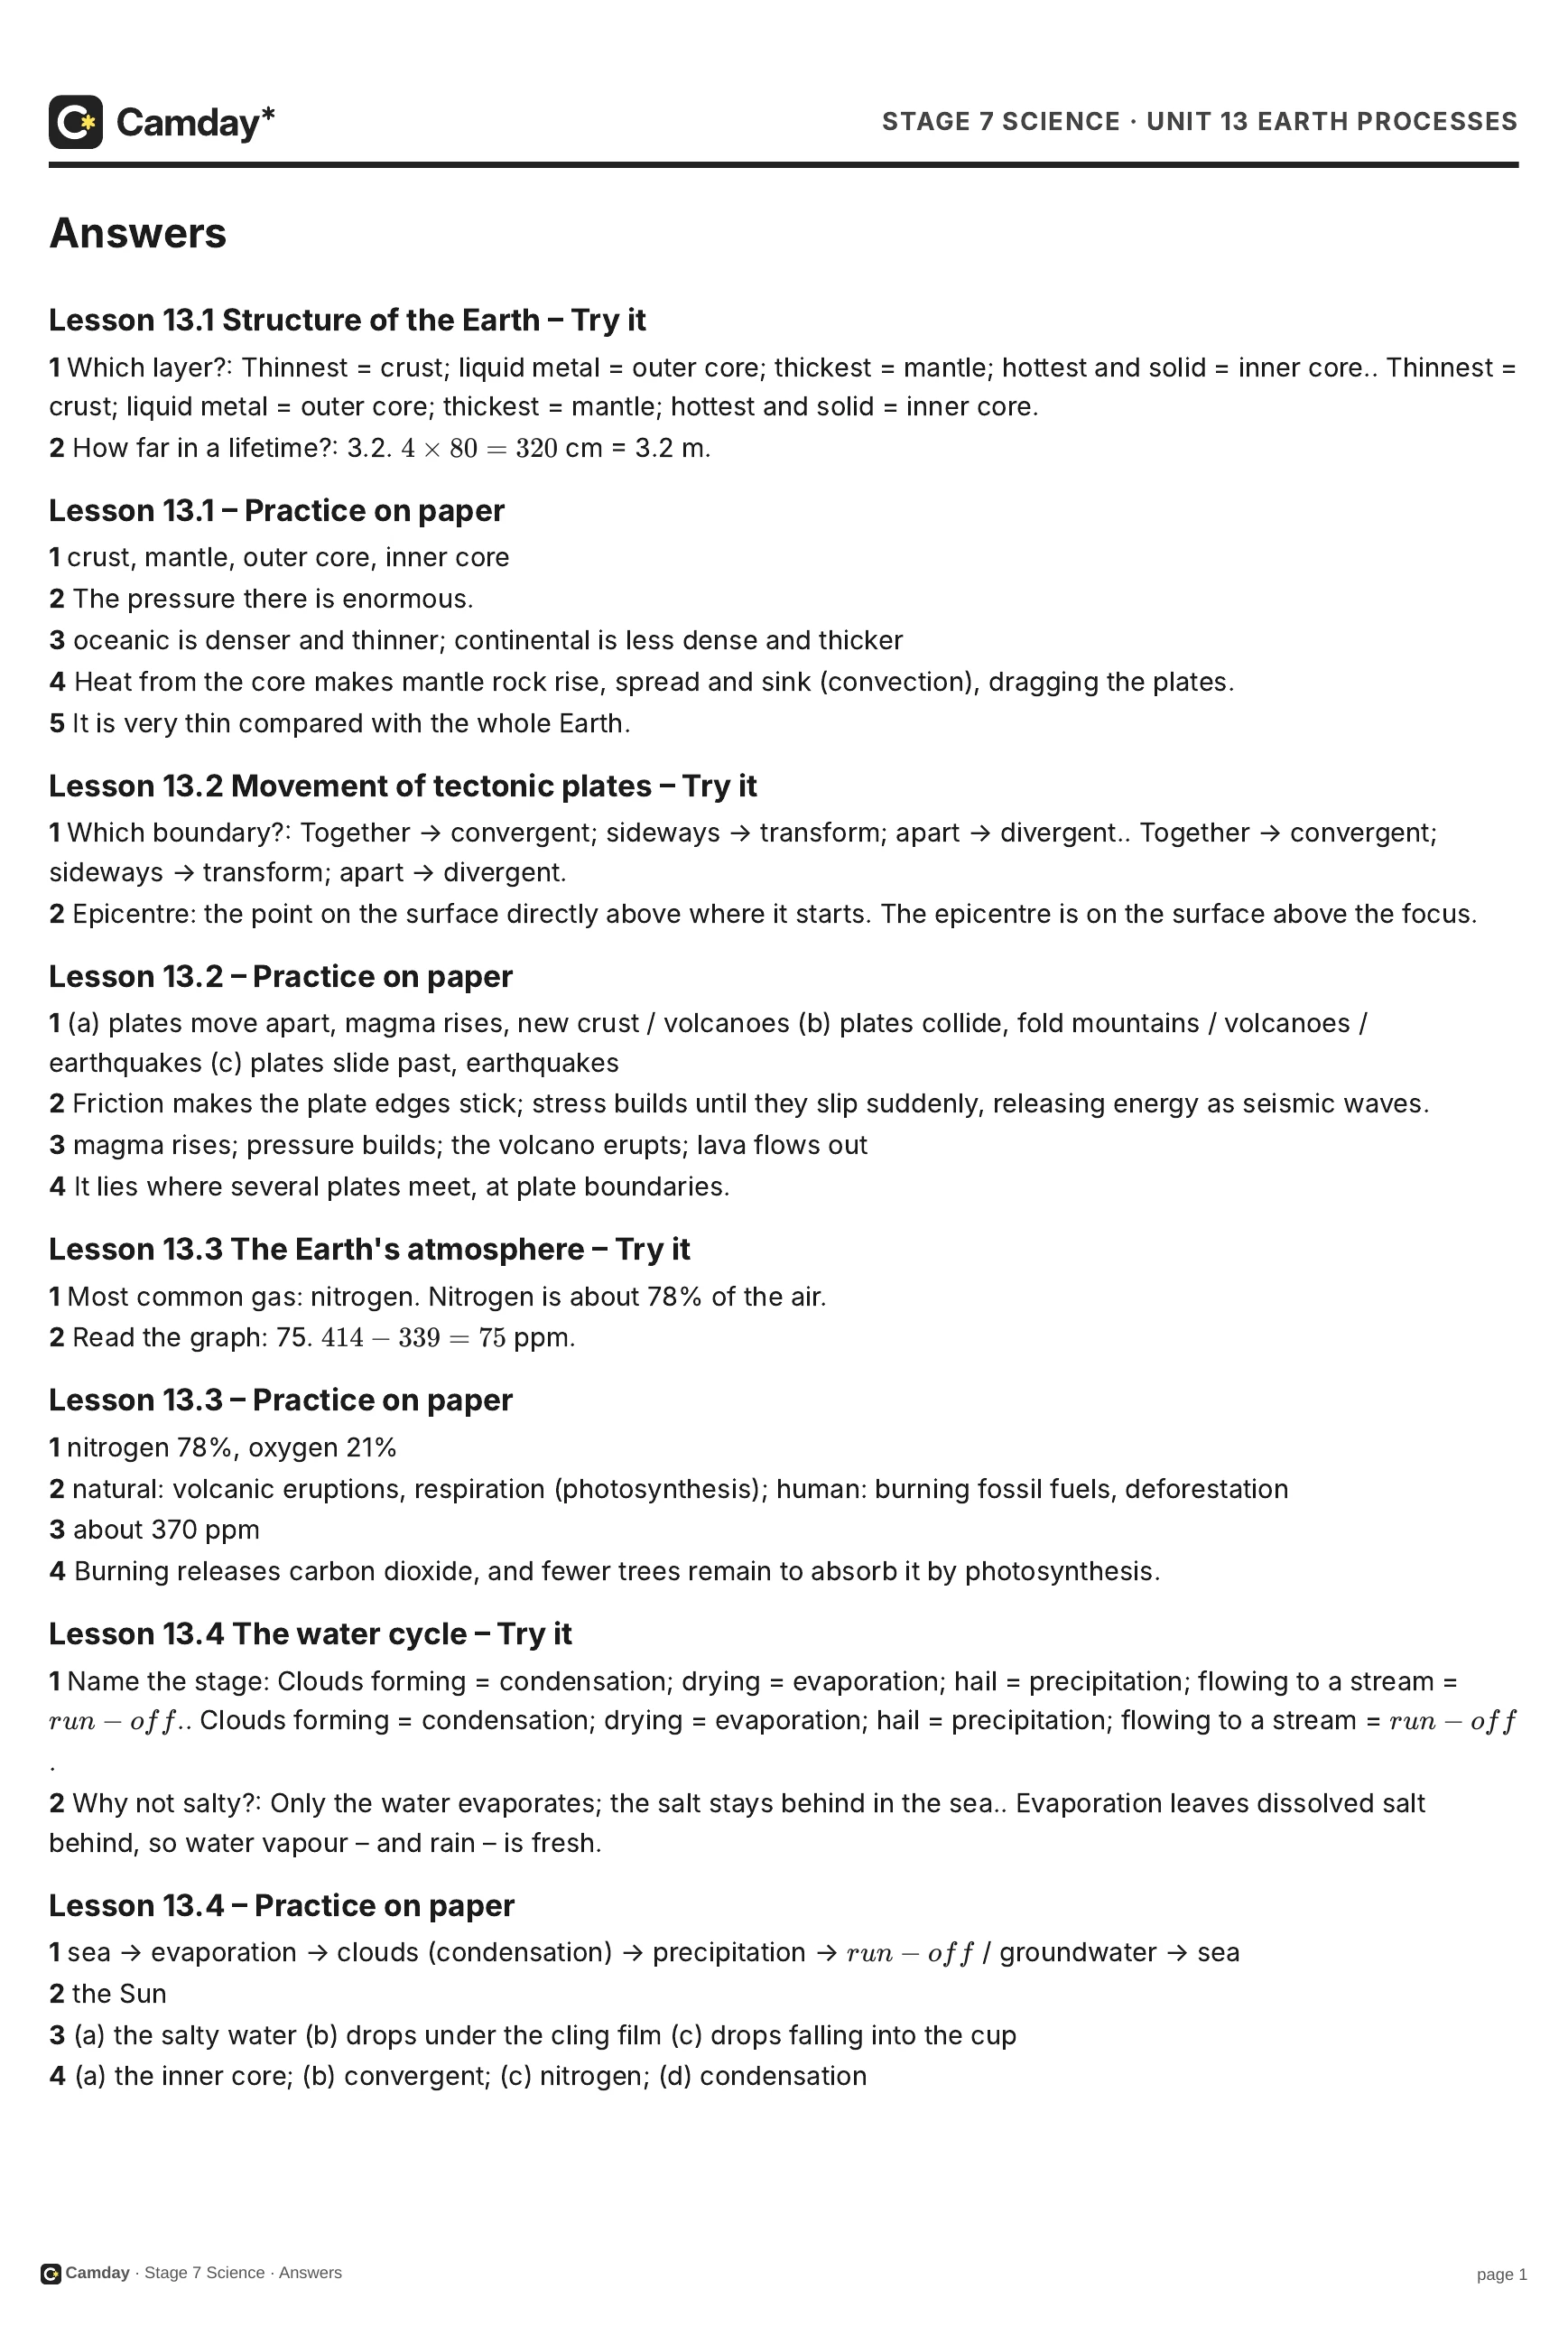 Camday*
STAGE 7 SCIENCE · UNIT 13 EARTH PROCESSES
Answers
Lesson 13.1 Structure of the Earth – Try it
1 Which layer?: Thinnest = crust; liquid metal = outer core; thickest = mantle; hottest and solid = inner core.. Thinnest =
crust; liquid metal = outer core; thickest = mantle; hottest and solid = inner core.
2 How far in a lifetime?: 3.2. 4 × 80 = 320 cm = 3.2 m.
Lesson 13.1 – Practice on paper
1 crust, mantle, outer core, inner core
2 The pressure there is enormous.
3 oceanic is denser and thinner; continental is less dense and thicker
4 Heat from the core makes mantle rock rise, spread and sink (convection), dragging the plates.
5 It is very thin compared with the whole Earth.
Lesson 13.2 Movement of tectonic plates – Try it
1 Which boundary?: Together → convergent; sideways → transform; apart → divergent.. Together → convergent;
sideways → transform; apart → divergent.
2 Epicentre: the point on the surface directly above where it starts. The epicentre is on the surface above the focus.
Lesson 13.2 – Practice on paper
1 (a) plates move apart, magma rises, new crust / volcanoes (b) plates collide, fold mountains / volcanoes /
earthquakes (c) plates slide past, earthquakes
2 Friction makes the plate edges stick; stress builds until they slip suddenly, releasing energy as seismic waves.
3 magma rises; pressure builds; the volcano erupts; lava flows out
4 It lies where several plates meet, at plate boundaries.
Lesson 13.3 The Earth's atmosphere – Try it
1 Most common gas: nitrogen. Nitrogen is about 78% of the air.
2 Read the graph: 75. 414 − 339 = 75 ppm.
Lesson 13.3 – Practice on paper
1 nitrogen 78%, oxygen 21%
2 natural: volcanic eruptions, respiration (photosynthesis); human: burning fossil fuels, deforestation
3 about 370 ppm
4 Burning releases carbon dioxide, and fewer trees remain to absorb it by photosynthesis.
Lesson 13.4 The water cycle – Try it
1 Name the stage: Clouds forming = condensation; drying = evaporation; hail = precipitation; flowing to a stream =
run − off.. Clouds forming = condensation; drying = evaporation; hail = precipitation; flowing to a stream = run − off
.
2 Why not salty?: Only the water evaporates; the salt stays behind in the sea.. Evaporation leaves dissolved salt
behind, so water vapour – and rain – is fresh.
Lesson 13.4 – Practice on paper
1 sea → evaporation → clouds (condensation) → precipitation → run − off / groundwater → sea
2 the Sun
3 (a) the salty water (b) drops under the cling film (c) drops falling into the cup
4 (a) the inner core; (b) convergent; (c) nitrogen; (d) condensation
Camday · Stage 7 Science · Answers
page 1